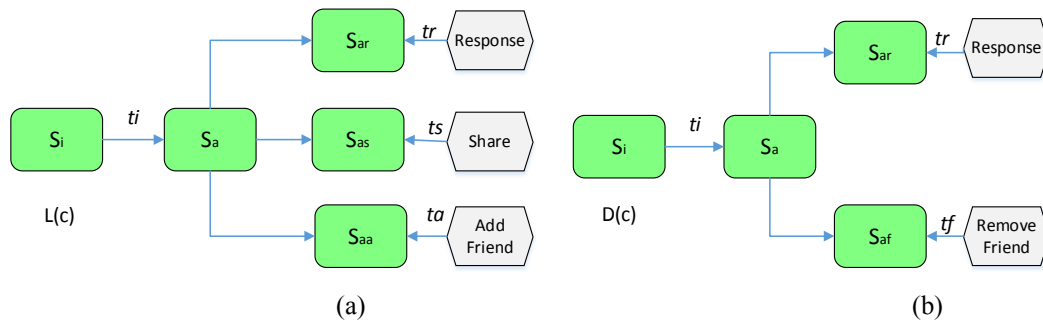 Sar
tr
Response
Si
ti
Sa
Sas
ts
Share
L(c)
Saa
ta
Add
Friend
(a)
Sar
tr
Response
Si
ti
Sa
D(c)
Saf
tf
Remove
Friend
(b)